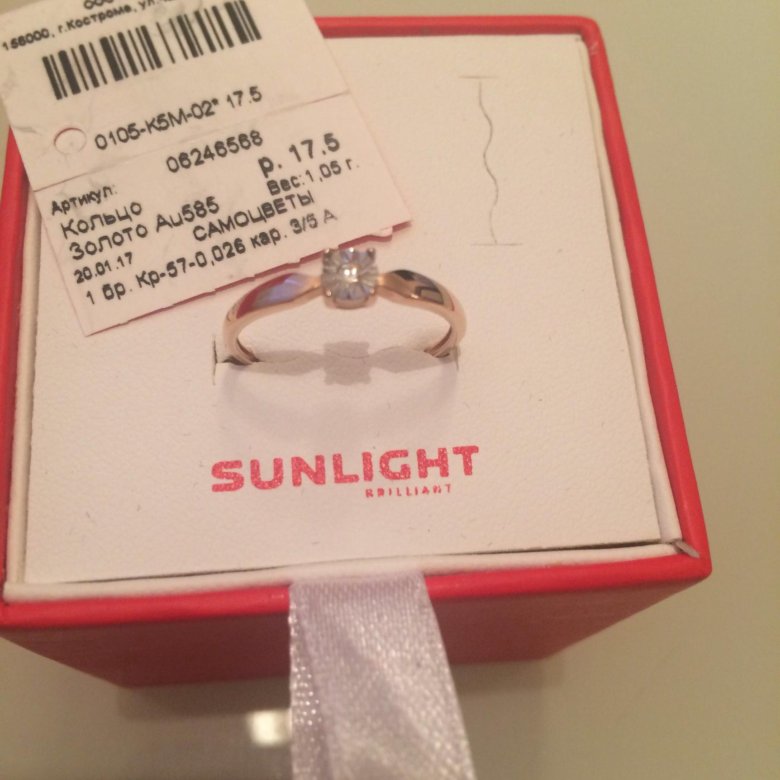 ООО
156000, г.Кострома, ул.
0105-К5М-02* 17.5
06246568
Артикул:
р. 17.5
Кольцо
Вес:1,05 г.
Золото Au585
САМОЦВЕТЫ
20.01.17
1 бр. Кр-57-0,026 кар. 3/5 А
SUNLIGHT
BRILLIANT